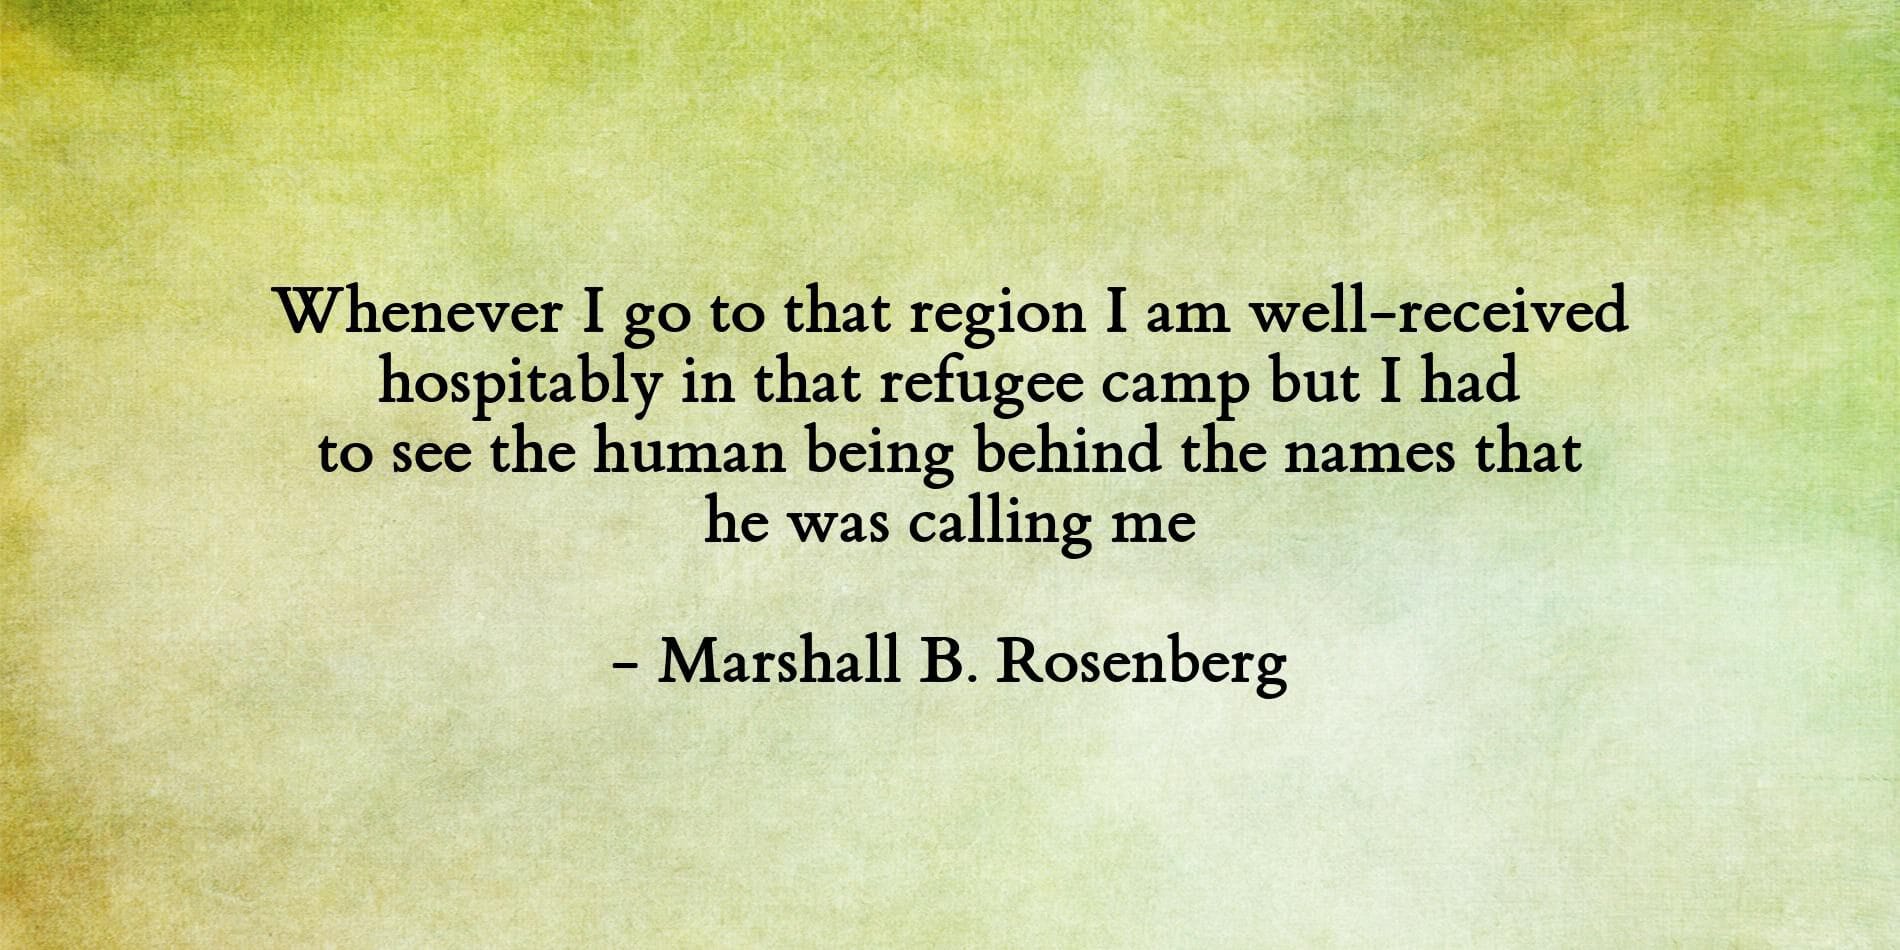 Whenever I go to that region I am well-received
hospitably in that refugee camp but I had
to see the human being behind the names that
he was calling me
- Marshall B. Rosenberg